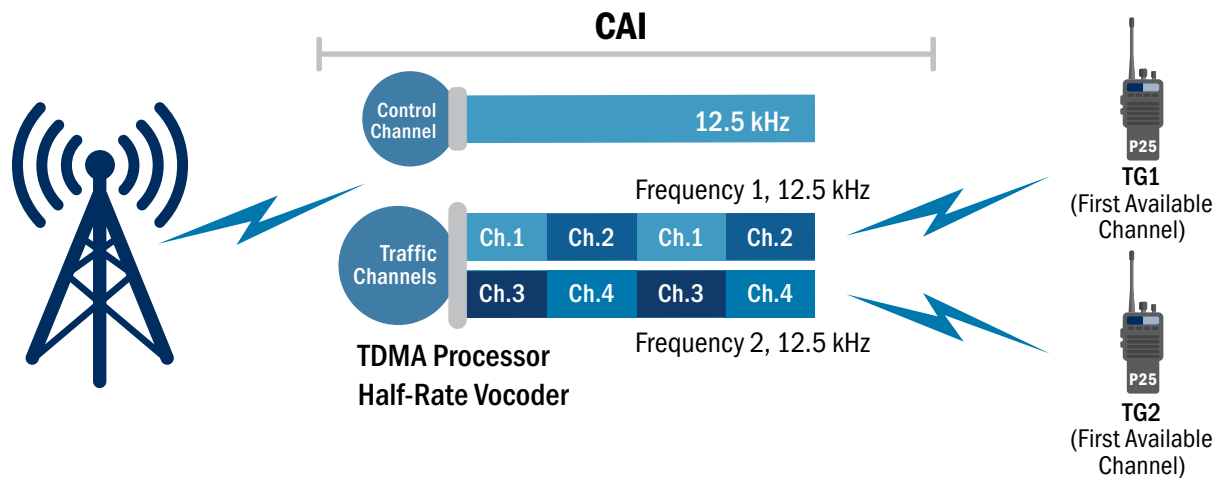 CAI
Control
Channel
12.5 kHz
Frequency 1, 12.5 kHz
Traffic
Channels
Ch.1 Ch.2 Ch.1 Ch.2
Ch.3 Ch.4 Ch.3 Ch.4
Frequency 2, 12.5 kHz
TDMA Processor
Half-Rate Vocoder
P25
TG1
(First Available
Channel)
P25
TG2
(First Available
Channel)